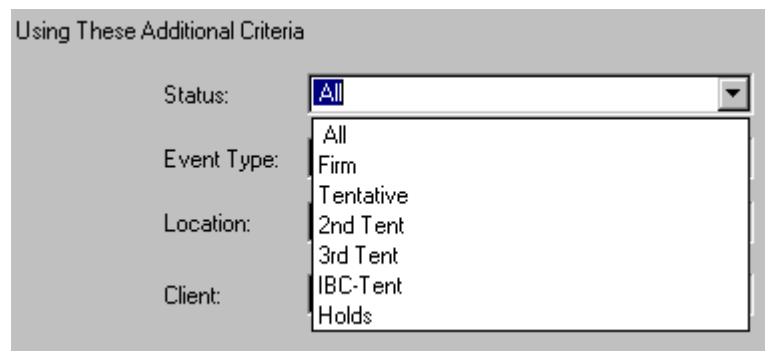 Using These Additional Criteria
Status: All
All
Event Type: Firm
Tentative
Location: 2nd Tent
3rd Tent
Client: IBC-Tent
Holds